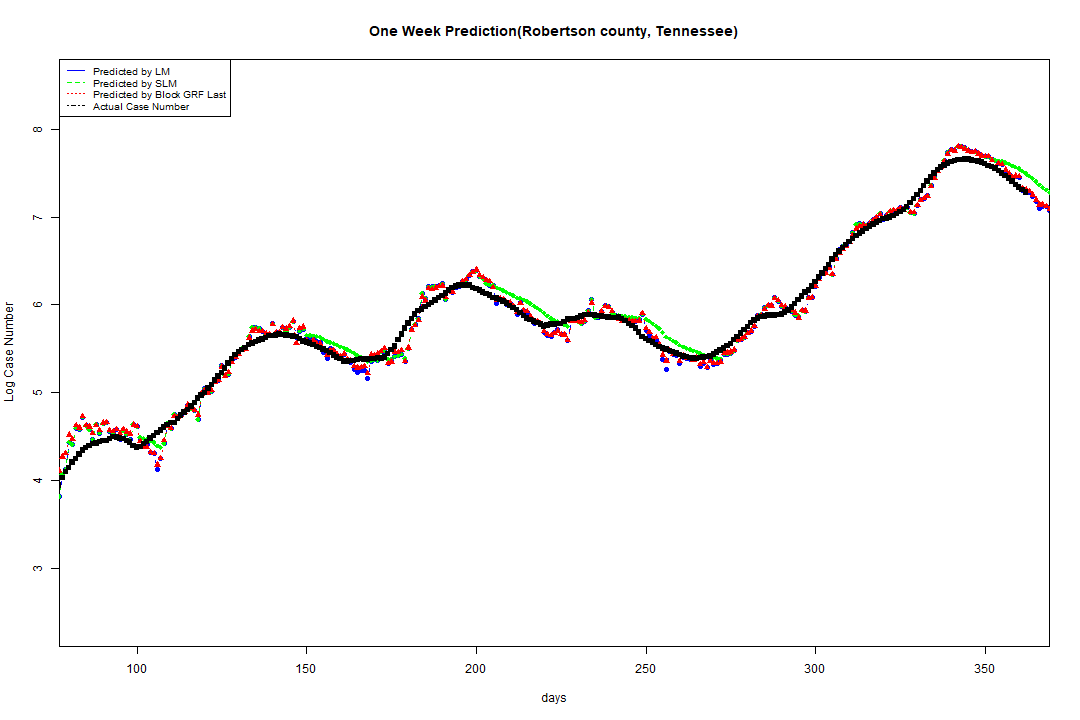 One Week Prediction(Robertson county, Tennessee)
Predicted by LM
Predicted by SLM
Predicted by Block GRF Last
Actual Case Number
Log Case Number
8
7
6
5
4
3
100 150 200 250 300 350
days